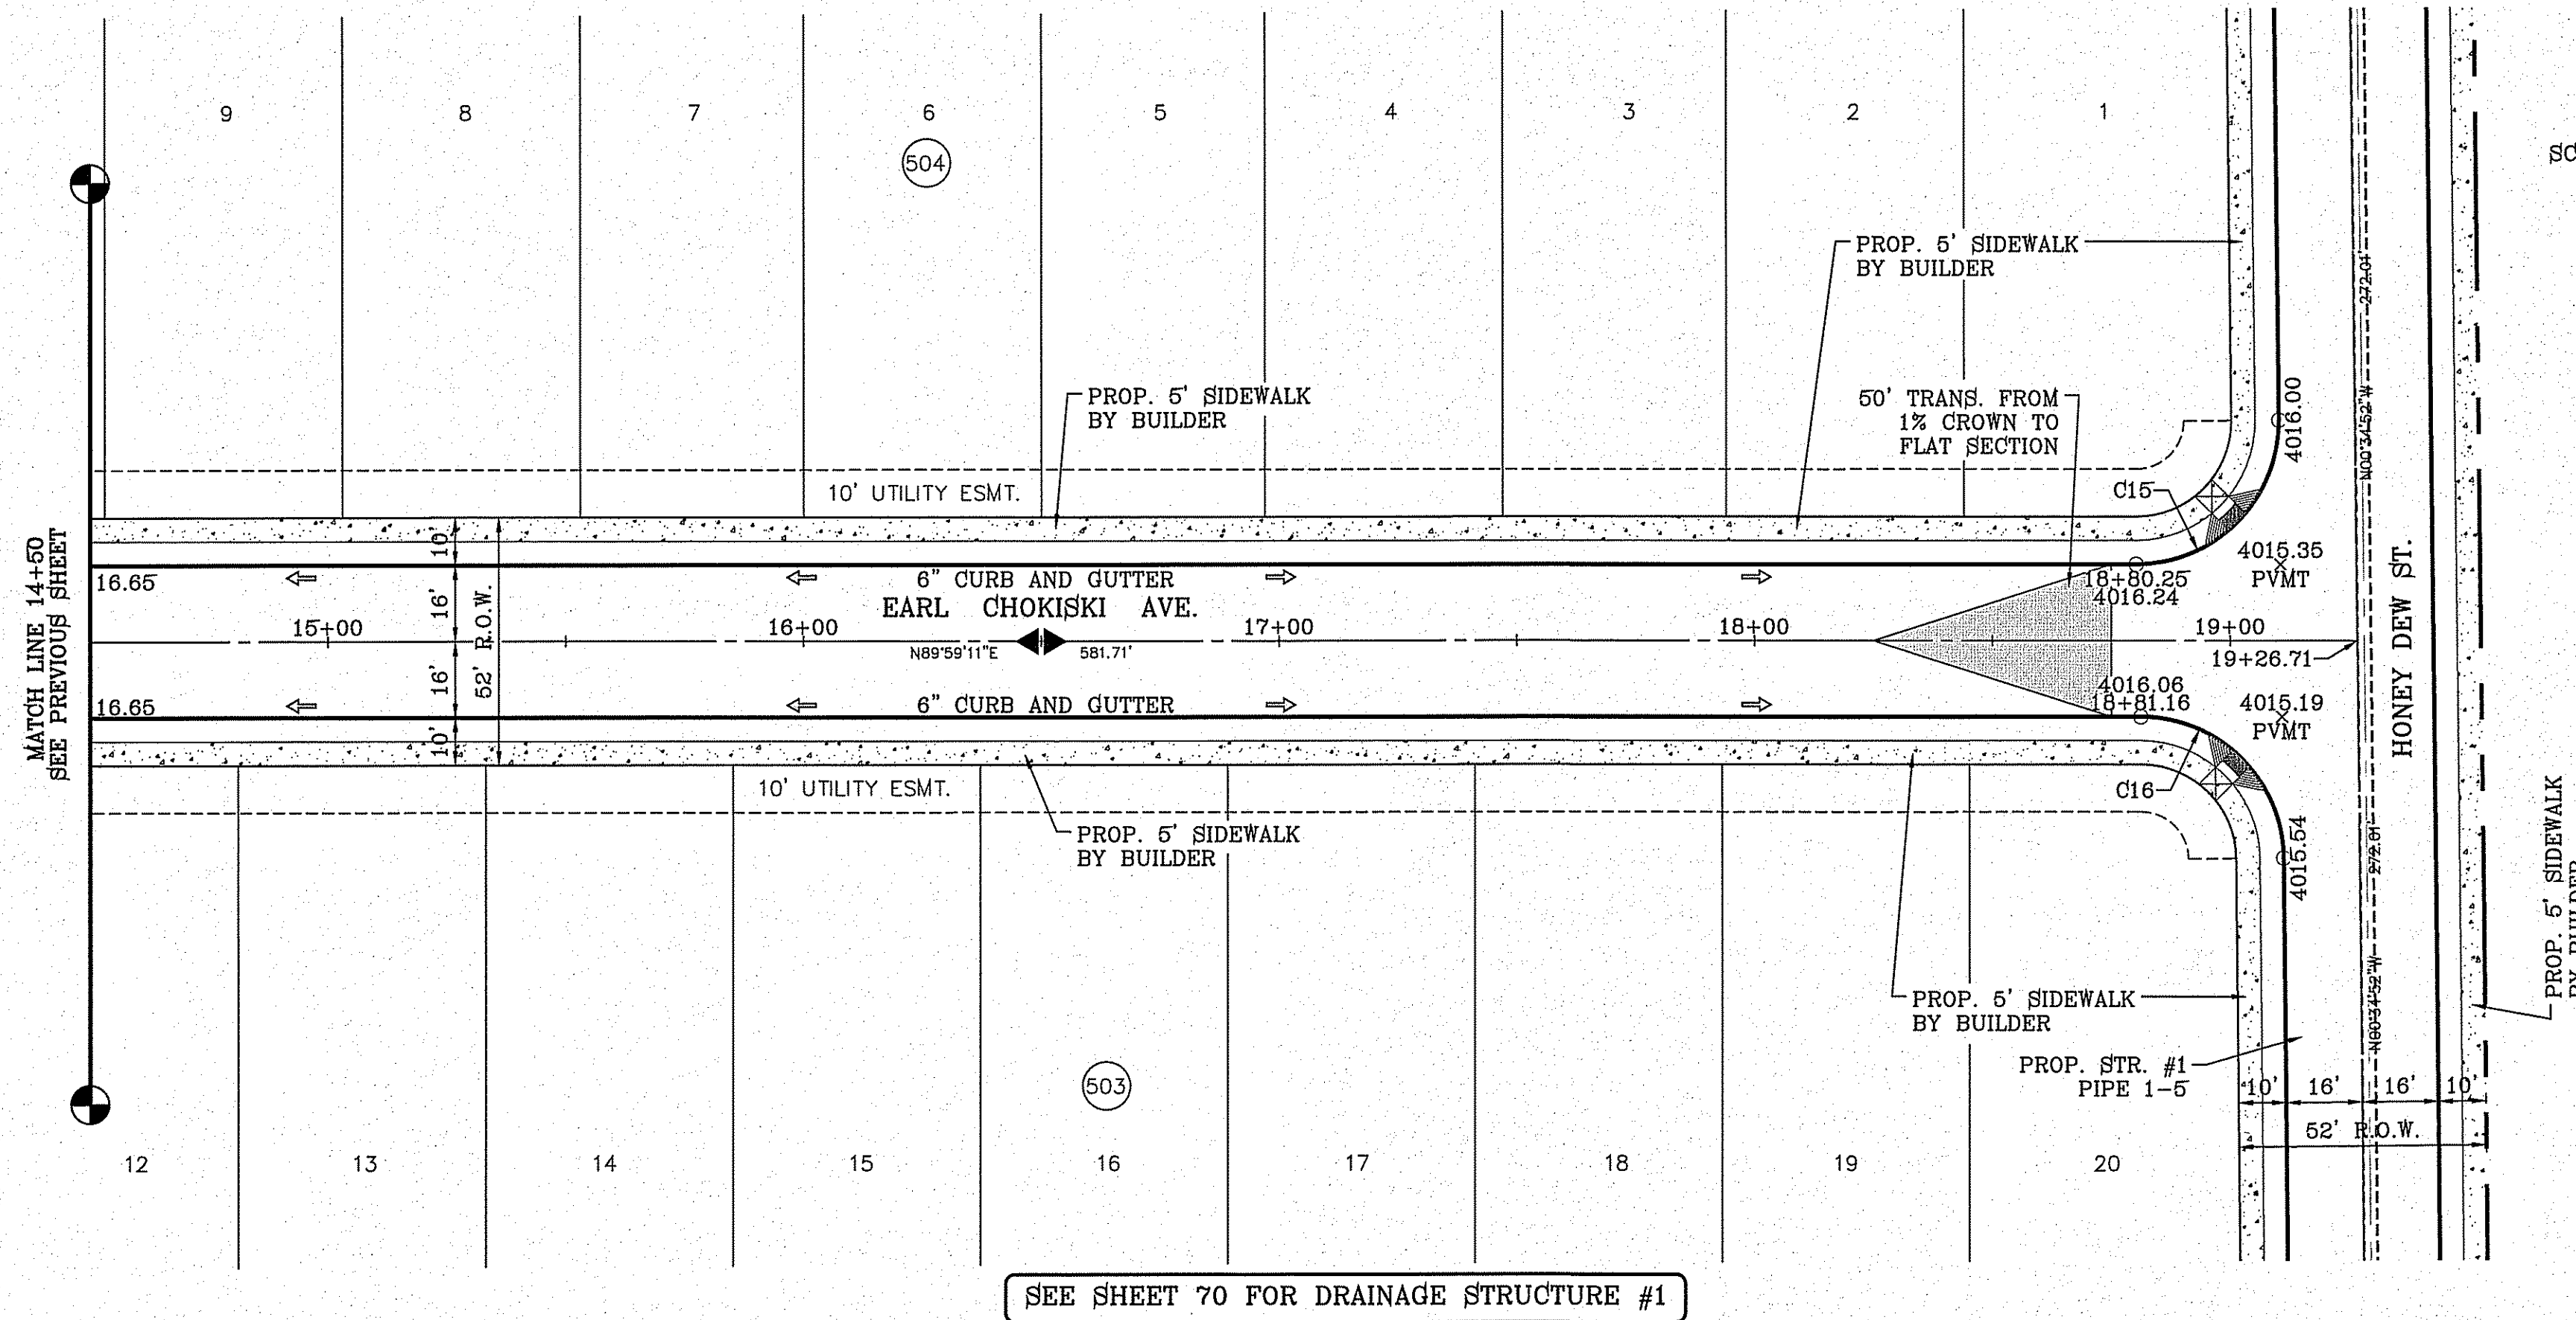 9
8
7
6
5
4
3
2
1
504
SC
PROP. 5' SIDEWALK
BY BUILDER
PROP. 5' SIDEWALK
BY BUILDER
50' TRANS. FROM
1% CROWN TO
FLAT SECTION
N00°34'52"W 272.01'
4016.00
C15
10' UTILITY ESMT.
MATCH LINE 14+50
SEE PREVIOUS SHEET
10'
16'
16'
10'
52' R.O.W.
16.65
6" CURB AND GUTTER
EARL CHOKISKI AVE.
18+80.25
4016.24
4015.35
PVMT
15+00
16+00
17+00
18+00
19+00
N89°59'11"E
581.71'
19+26.71
HONEY DEW ST.
16.65
6" CURB AND GUTTER
4016.06
18+81.16
4015.19
PVMT
10' UTILITY ESMT.
C16
PROP. 5' SIDEWALK
BY BUILDER
4015.54
N00°34'52"W 272.01'
PROP. 5' SIDEWALK
BY BUILDER
PROP. 5' SIDEWALK
BY BUILDER
PROP. STR. #1
PIPE 1-5
10'
16'
16'
10'
52' R.O.W.
503
12
13
14
15
16
17
18
19
20
SEE SHEET 70 FOR DRAINAGE STRUCTURE #1